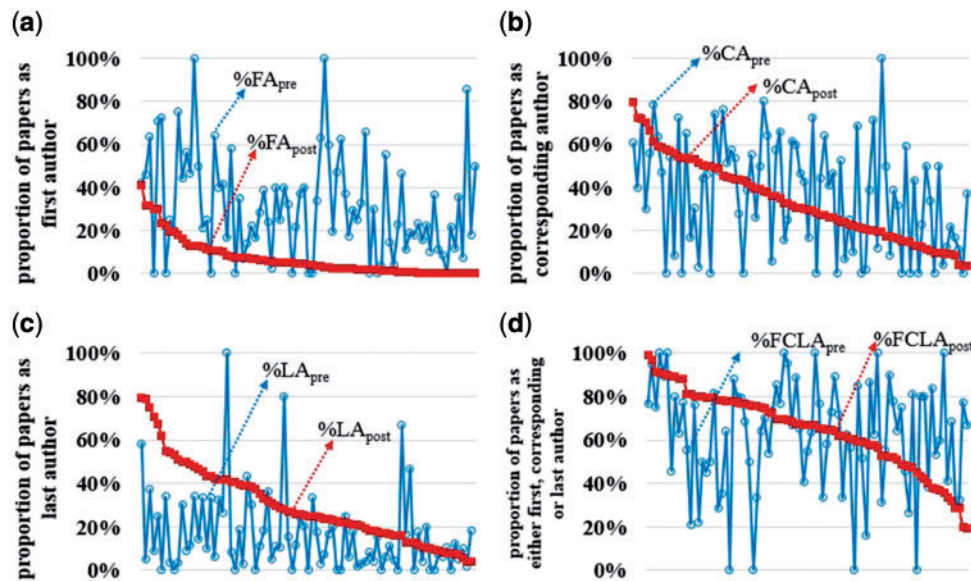 (a)
proportion of papers as
first author
100%
80%
60%
40%
20%
0%
%FApre
%FApost
(b)
proportion of papers as
corresponding author
100%
80%
60%
40%
20%
0%
%CApre
%CApost
(c)
proportion of papers as
last author
100%
80%
60%
40%
20%
0%
%LApre
%LApost
(d)
proportion of papers as
either first, corresponding
or last author
100%
80%
60%
40%
20%
0%
%FCLApre
%FCLApost